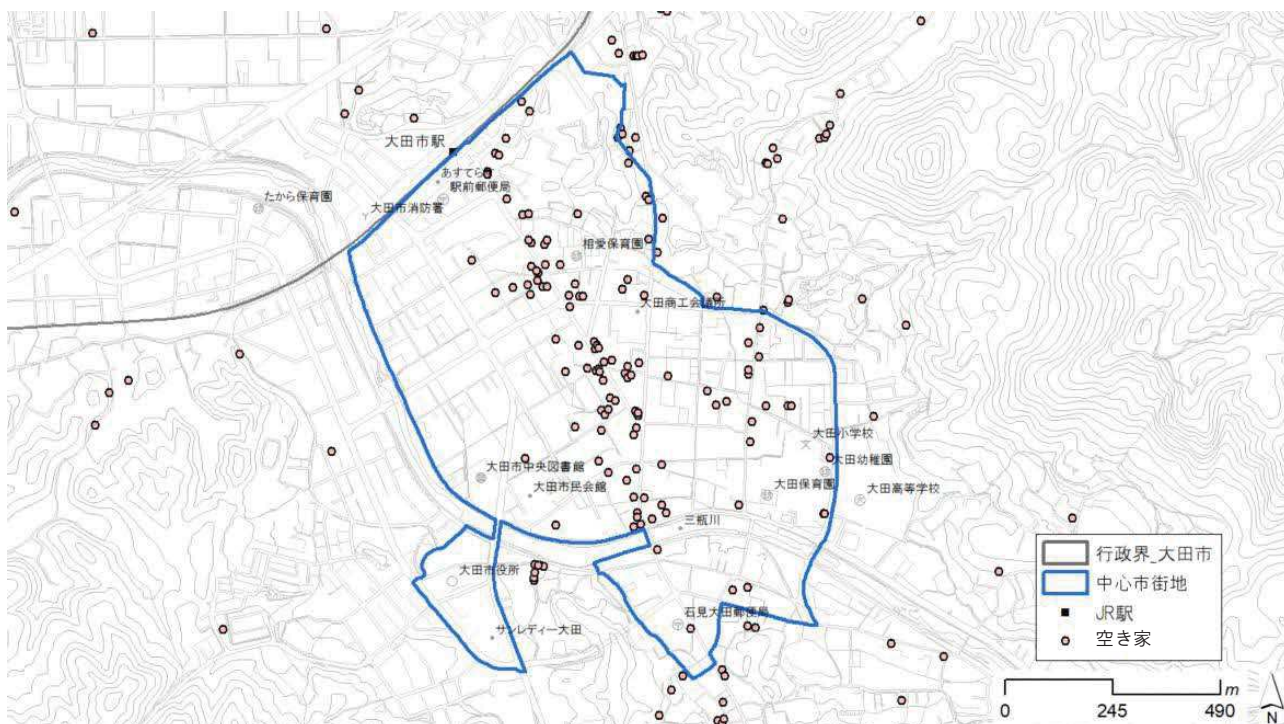 大田市駅
あすてらす
駅前郵便局
たから保育園
大田市消防署
相愛保育園
大田商工会議所
大田小学校
大田幼稚園
大田市中央図書館
大田保育園
大田高等学校
大田市民会館
三瓶川
大田市役所
石見大田郵便局
サンレディー大田
行政界_大田市
中心市街地
JR駅
空き家
m
0 245 490